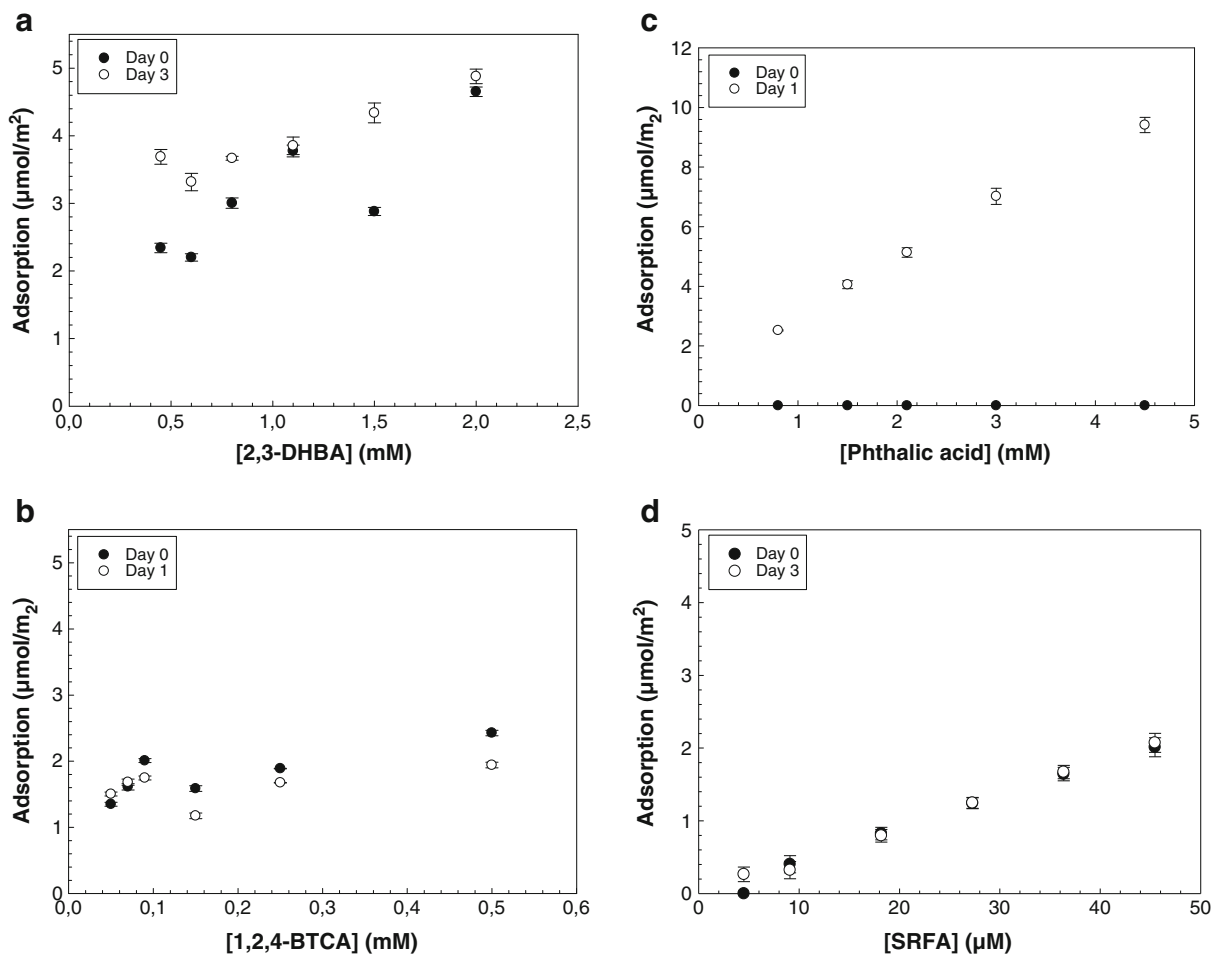 a
Day 0
Day 3
Adsorption (µmol/m²)
5
4
3
2
1
0
0,0 0,5 1,0 1,5 2,0 2,5
[2,3-DHBA] (mM)
b
Day 0
Day 1
Adsorption (µmol/m₂)
5
4
3
2
1
0
0,0 0,1 0,2 0,3 0,4 0,5 0,6
[1,2,4-BTCA] (mM)
c
Day 0
Day 1
Adsorption (µmol/m₂)
12
10
8
6
4
2
0
0 1 2 3 4 5
[Phthalic acid] (mM)
d
Day 0
Day 3
Adsorption (µmol/m²)
5
4
3
2
1
0
0 10 20 30 40 50
[SRFA] (µM)